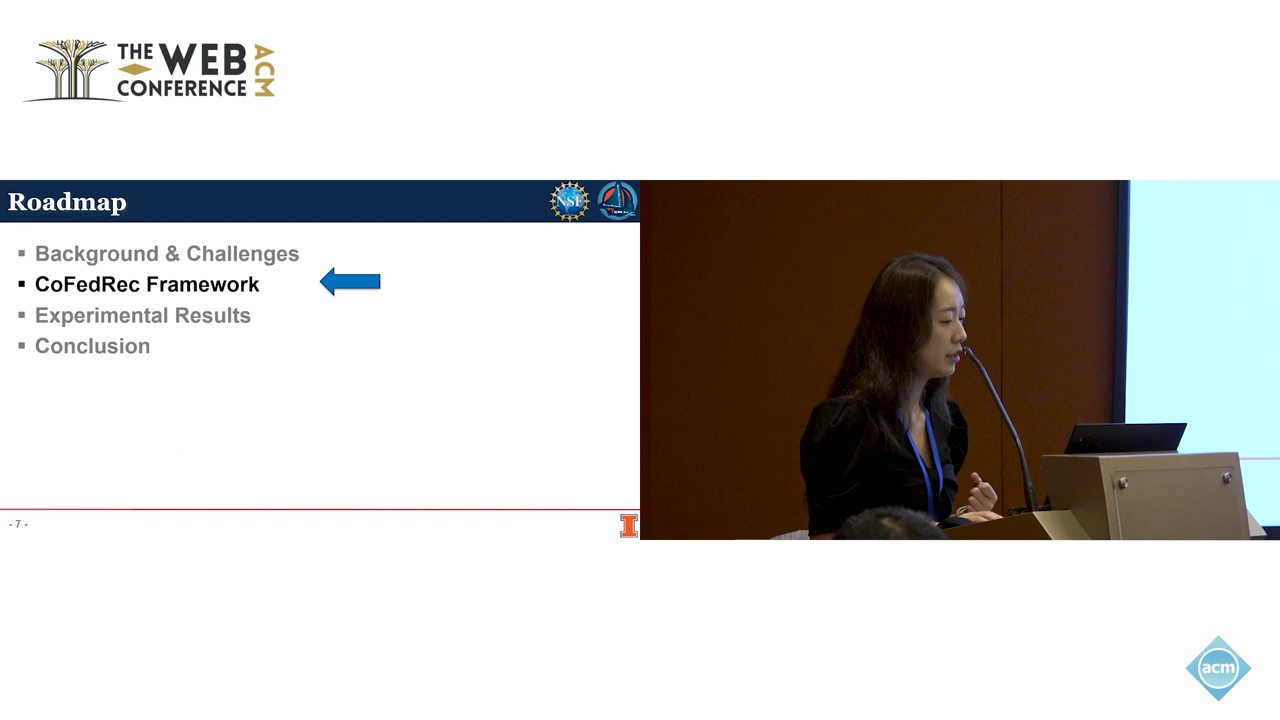 THE WEB
CONFERENCE
ACM
Roadmap
NSF
▪ Background & Challenges
▪ CoFedRec Framework
▪ Experimental Results
▪ Conclusion
- 7 -
I
acm